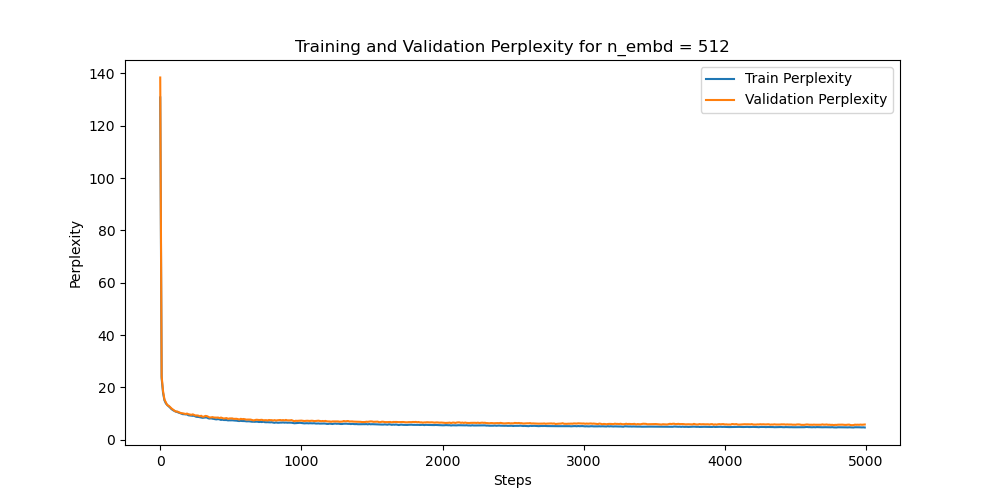 Training and Validation Perplexity for n_embd = 512
Train Perplexity
Validation Perplexity
Perplexity
140
120
100
80
60
40
20
0
0 1000 2000 3000 4000 5000
Steps